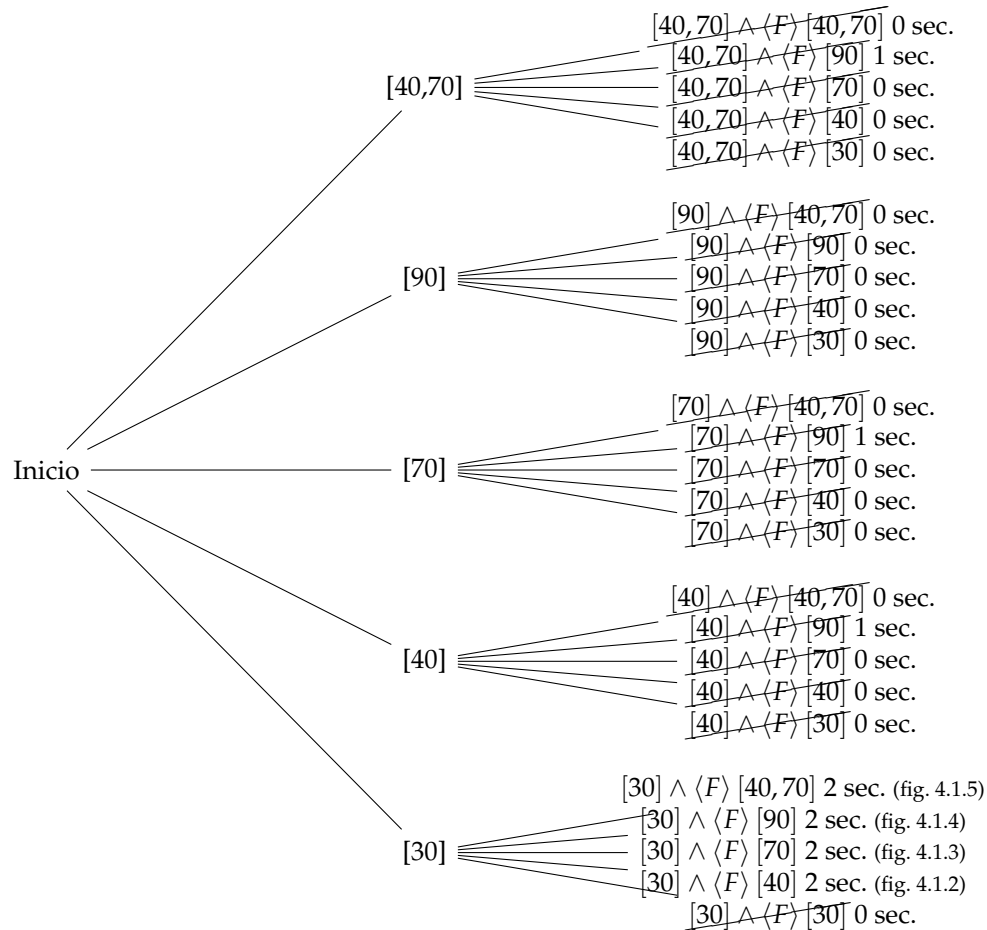 [40, 70] ∧ ⟨F⟩ [40, 70] 0 sec.
[40, 70] ∧ ⟨F⟩ [90] 1 sec.
[40,70]
[40, 70] ∧ ⟨F⟩ [70] 0 sec.
[40, 70] ∧ ⟨F⟩ [40] 0 sec.
[40, 70] ∧ ⟨F⟩ [30] 0 sec.
[90] ∧ ⟨F⟩ [40, 70] 0 sec.
[90] ∧ ⟨F⟩ [90] 0 sec.
[90]
[90] ∧ ⟨F⟩ [70] 0 sec.
[90] ∧ ⟨F⟩ [40] 0 sec.
[90] ∧ ⟨F⟩ [30] 0 sec.
[70] ∧ ⟨F⟩ [40, 70] 0 sec.
[70] ∧ ⟨F⟩ [90] 1 sec.
Inicio
[70]
[70] ∧ ⟨F⟩ [70] 0 sec.
[70] ∧ ⟨F⟩ [40] 0 sec.
[70] ∧ ⟨F⟩ [30] 0 sec.
[40] ∧ ⟨F⟩ [40, 70] 0 sec.
[40] ∧ ⟨F⟩ [90] 1 sec.
[40]
[40] ∧ ⟨F⟩ [70] 0 sec.
[40] ∧ ⟨F⟩ [40] 0 sec.
[40] ∧ ⟨F⟩ [30] 0 sec.
[30] ∧ ⟨F⟩ [40, 70] 2 sec. (fig. 4.1.5)
[30] ∧ ⟨F⟩ [90] 2 sec. (fig. 4.1.4)
[30]
[30] ∧ ⟨F⟩ [70] 2 sec. (fig. 4.1.3)
[30] ∧ ⟨F⟩ [40] 2 sec. (fig. 4.1.2)
[30] ∧ ⟨F⟩ [30] 0 sec.